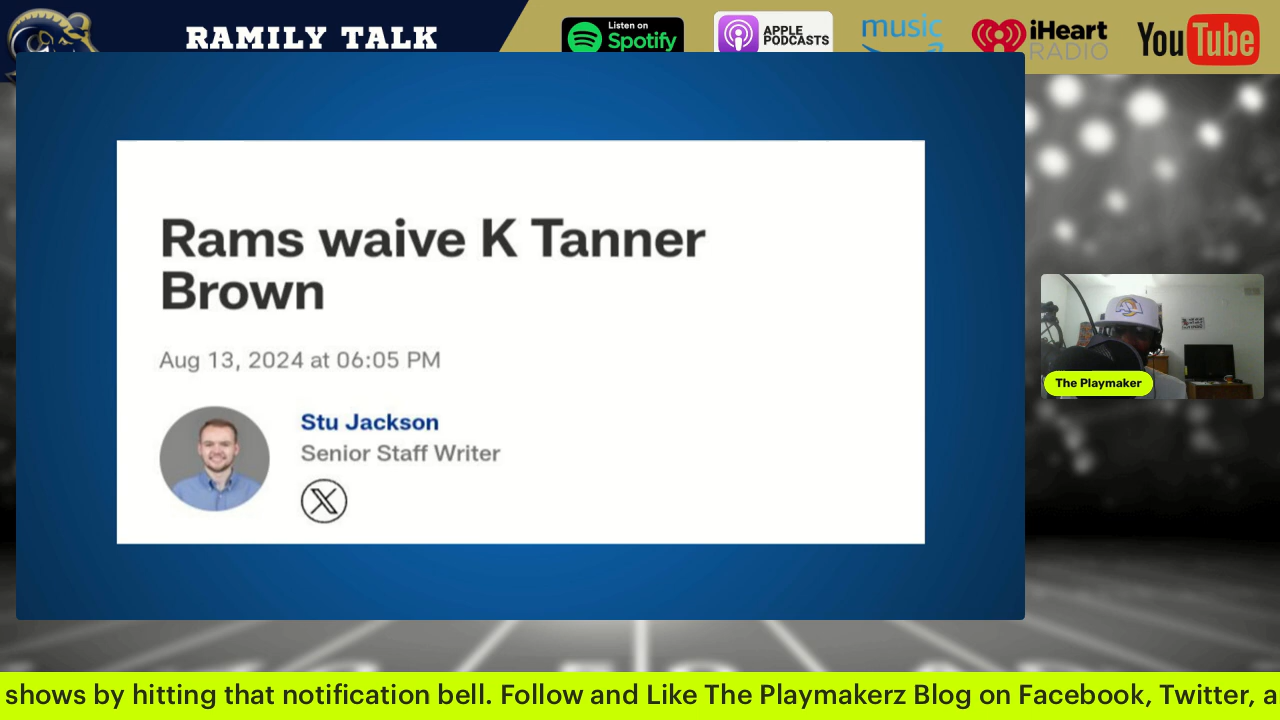 RAMILY TALK
Listen on
Spotify
APPLE
PODCASTS
music
iHeart
RADIO
YouTube
Rams waive K Tanner
Brown
Aug 13, 2024 at 06:05 PM
Stu Jackson
Senior Staff Writer
X
The Playmaker
shows by hitting that notification bell. Follow and Like The Playmakerz Blog on Facebook, Twitter, a